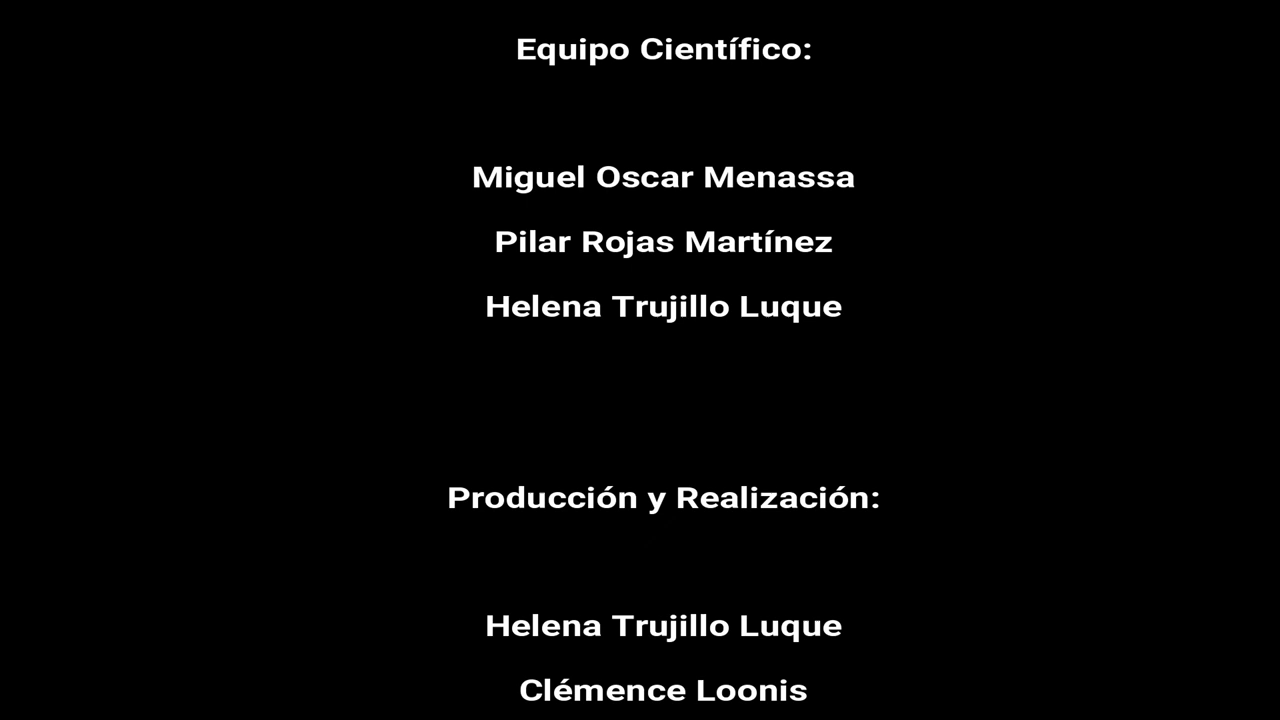 Equipo Científico:
Miguel Oscar Menassa
Pilar Rojas Martínez
Helena Trujillo Luque
Producción y Realización:
Helena Trujillo Luque
Clémence Loonis